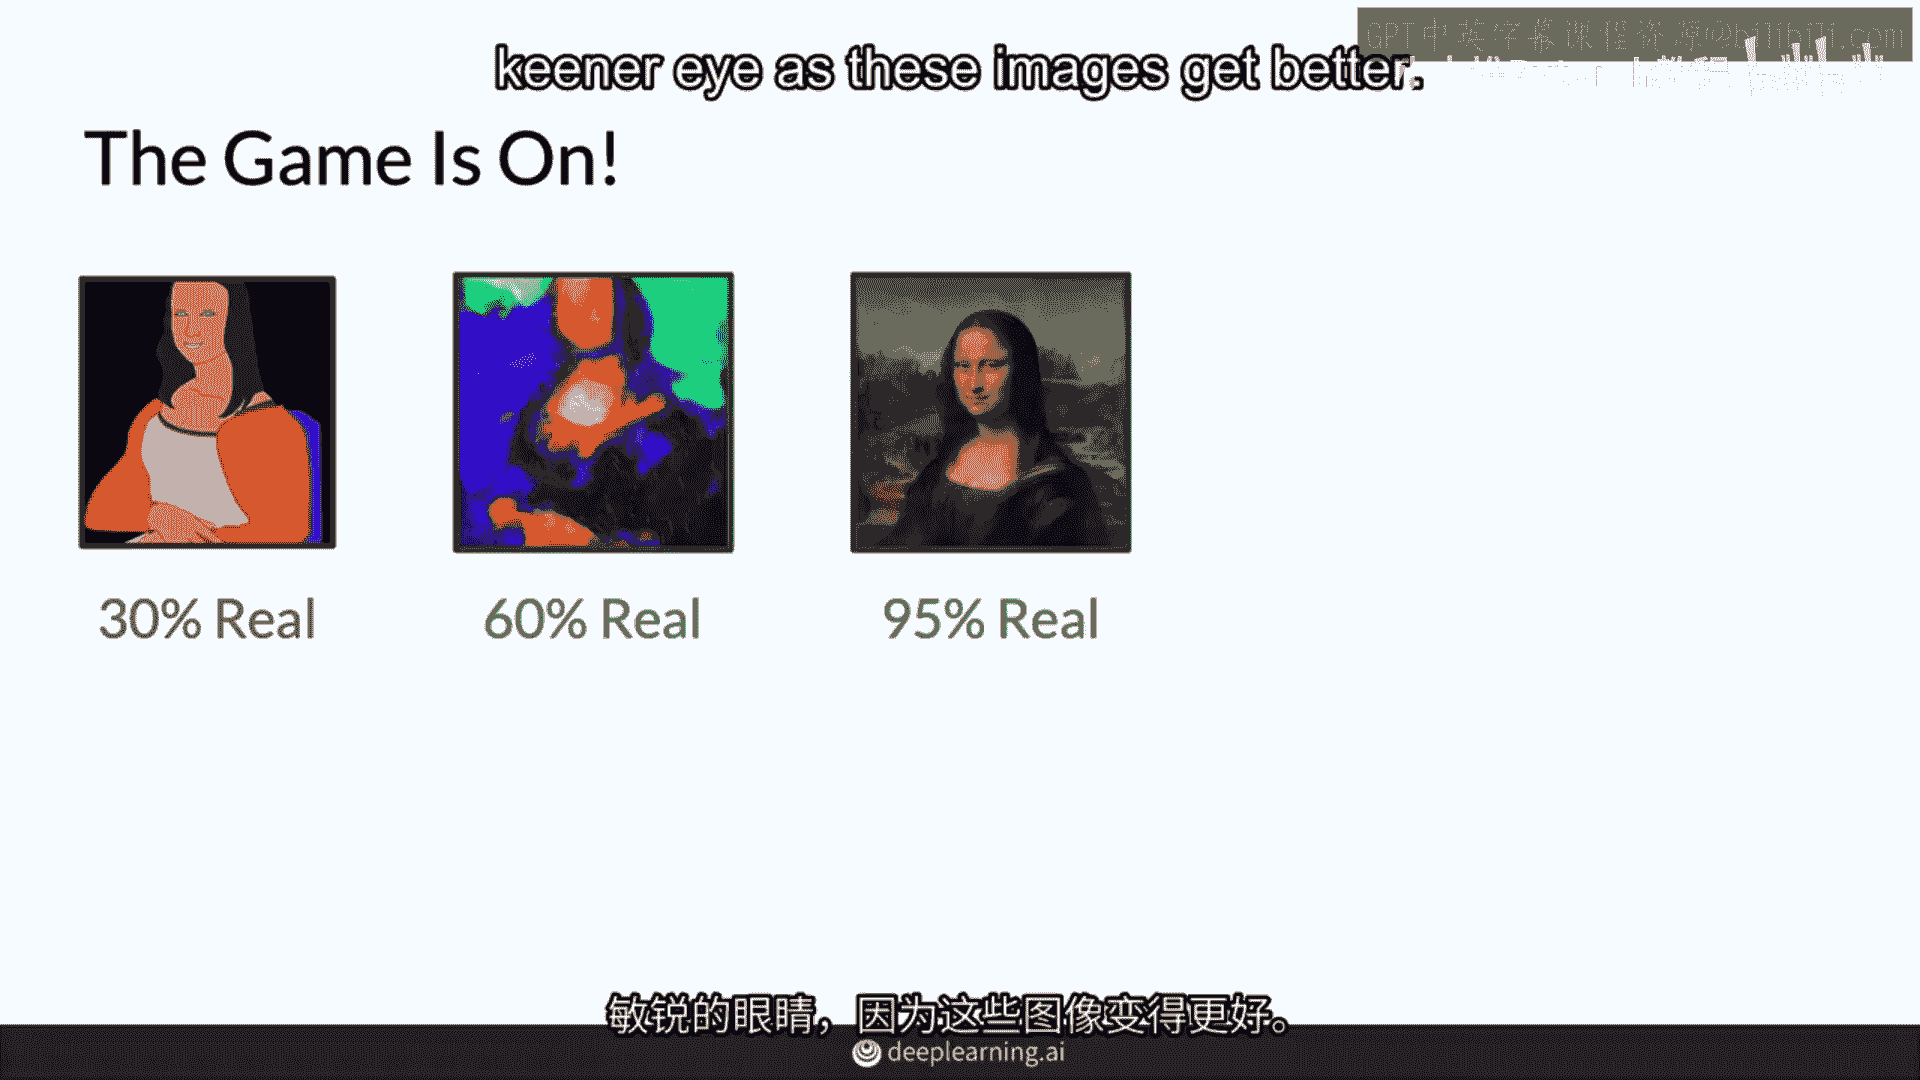 GPT中英字幕课程资源@bilibili.com
keener eye as these images get better.
The Game Is On!
30% Real
60% Real
95% Real
敏锐的眼睛，因为这些图像变得更好。
deeplearning.ai